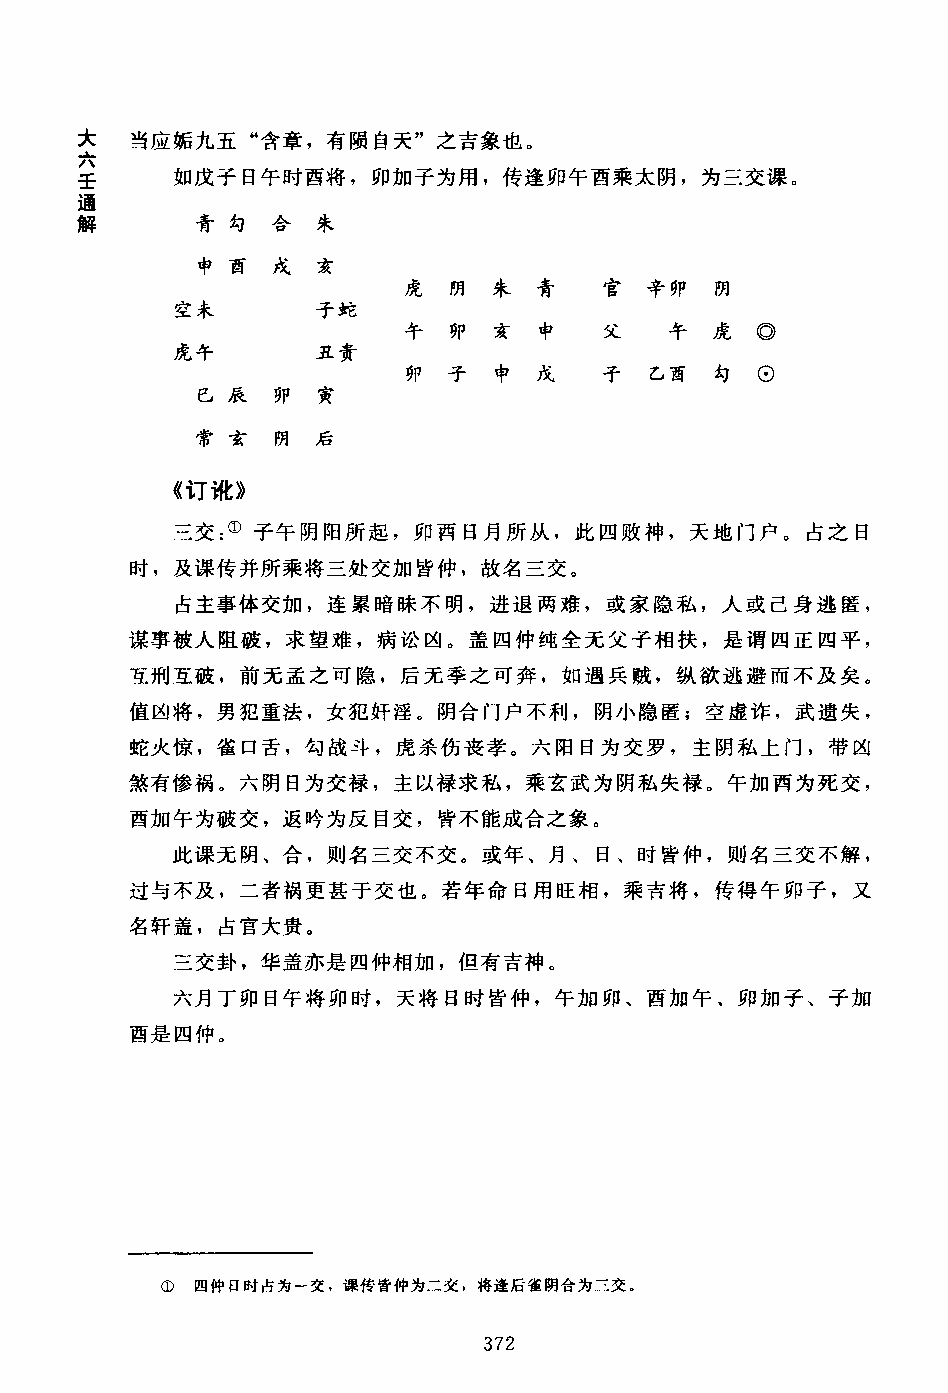 大六壬通解
当应姤九五“含章，有陨自天”之吉象也。
如戊子日午时酉将，卯加子为用，传逢卯午酉乘太阴，为三交课。
青 勾 合 朱
申 酉 戌 亥
虎 阴 朱 青 官 辛卯 阴
空未 子蛇
午 卯 亥 申 父 午 虎 ◎
虎午 丑贵
卯 子 申 戊 子 乙酉 勾 ⊙
巳 辰 卯 寅
常 玄 阴 后
《订讹》
三交:① 子午阴阳所起，卯酉日月所从，此四败神，天地门户。占之日
时，及课传并所乘将三处交加皆仲，故名三交。
占主事体交加，连累暗昧不明，进退两难，或家隐私，人或己身逃匿，
谋事被人阻破，求望难，病讼凶。盖四仲纯全无父子相扶，是谓四正四平，
互刑互破，前无孟之可隐，后无季之可奔，如遇兵贼，纵欲逃避而不及矣。
值凶将，男犯重法，女犯奸淫。阴合门户不利，阴小隐匿；空虚诈，武遗失，
蛇火惊，雀口舌，勾战斗，虎杀伤丧孝。六阳日为交罗，主阴私上门，带凶
煞有惨祸。六阴日为交禄，主以禄求私，乘玄武为阴私失禄。午加酉为死交，
酉加午为破交，返吟为反目交，皆不能成合之象。
此课无阴、合，则名三交不交。或年、月、日、时皆仲，则名三交不解，
过与不及，二者祸更甚于交也。若年命日用旺相，乘吉将，传得午卯子，又
名轩盖，占官大贵。
三交卦，华盖亦是四仲相加，但有吉神。
六月丁卯日午将卯时，天将日时皆仲，午加卯、酉加午、卯加子、子加
酉是四仲。
① 四仲日时占为一交，课传皆仲为二交，将逢后雀阴合为三交。
372